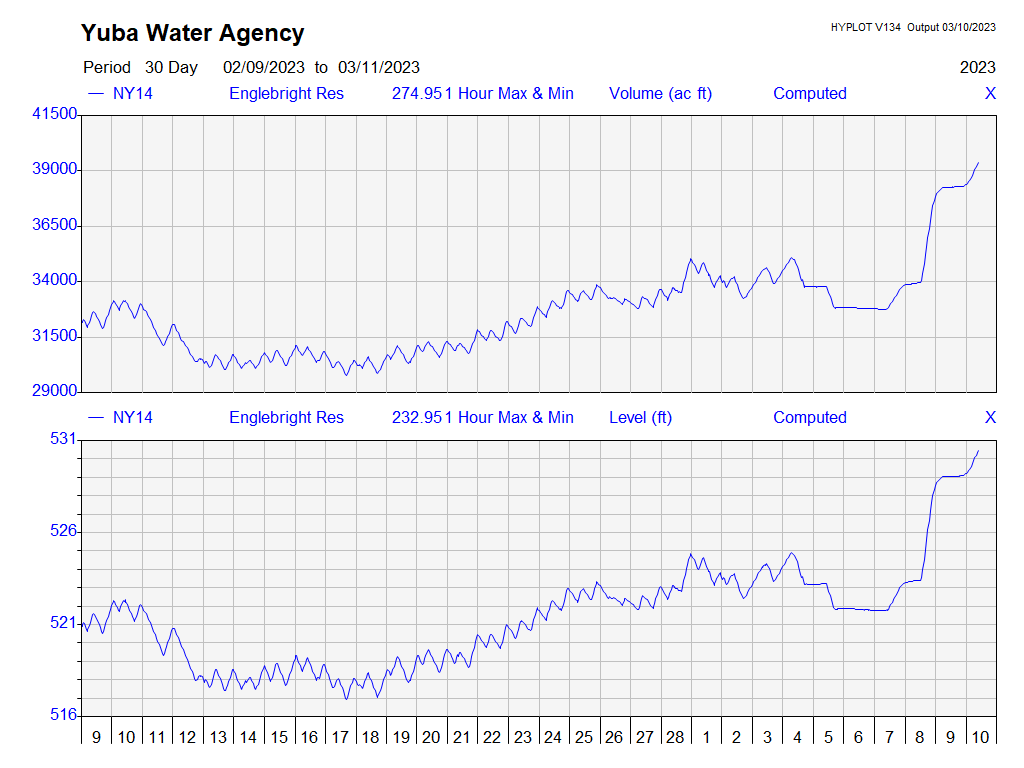 Yuba Water Agency
HYPLOT V134 Output 03/10/2023
Period 30 Day 02/09/2023 to 03/11/2023 2023
NY14 Englebright Res 274.951 Hour Max & Min Volume (ac ft) Computed X
41500
39000
36500
34000
31500
29000
NY14 Englebright Res 232.951 Hour Max & Min Level (ft) Computed X
531
526
521
516
9 10 11 12 13 14 15 16 17 18 19 20 21 22 23 24 25 26 27 28 1 2 3 4 5 6 7 8 9 10